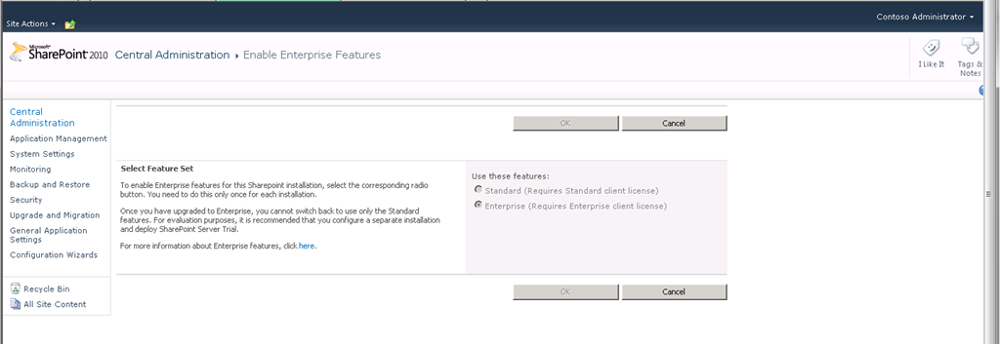 Site Actions
Contoso Administrator
Microsoft
SharePoint 2010
Central Administration › Enable Enterprise Features
I Like It
Tags &
Notes
Central
Administration
Application Management
System Settings
Monitoring
Backup and Restore
Security
Upgrade and Migration
General Application
Settings
Configuration Wizards
Recycle Bin
All Site Content
OK
Cancel
Select Feature Set
To enable Enterprise features for this Sharepoint installation, select the corresponding radio
button. You need to do this only once for each installation.
Once you have upgraded to Enterprise, you cannot switch back to use only the Standard
features. For evaluation purposes, it is recommended that you configure a separate installation
and deploy SharePoint Server Trial.
For more information about Enterprise features, click here.
Use these features:
Standard (Requires Standard client license)
Enterprise (Requires Enterprise client license)
OK
Cancel